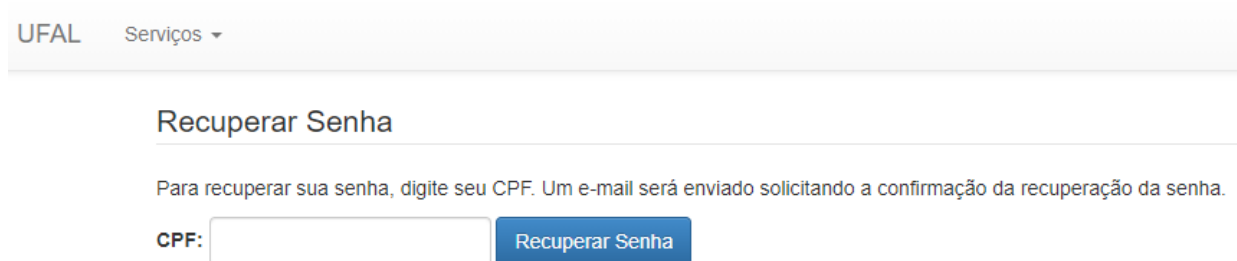 UFAL Serviços
Recuperar Senha
Para recuperar sua senha, digite seu CPF. Um e-mail será enviado solicitando a confirmação da recuperação da senha.
CPF: Recuperar Senha